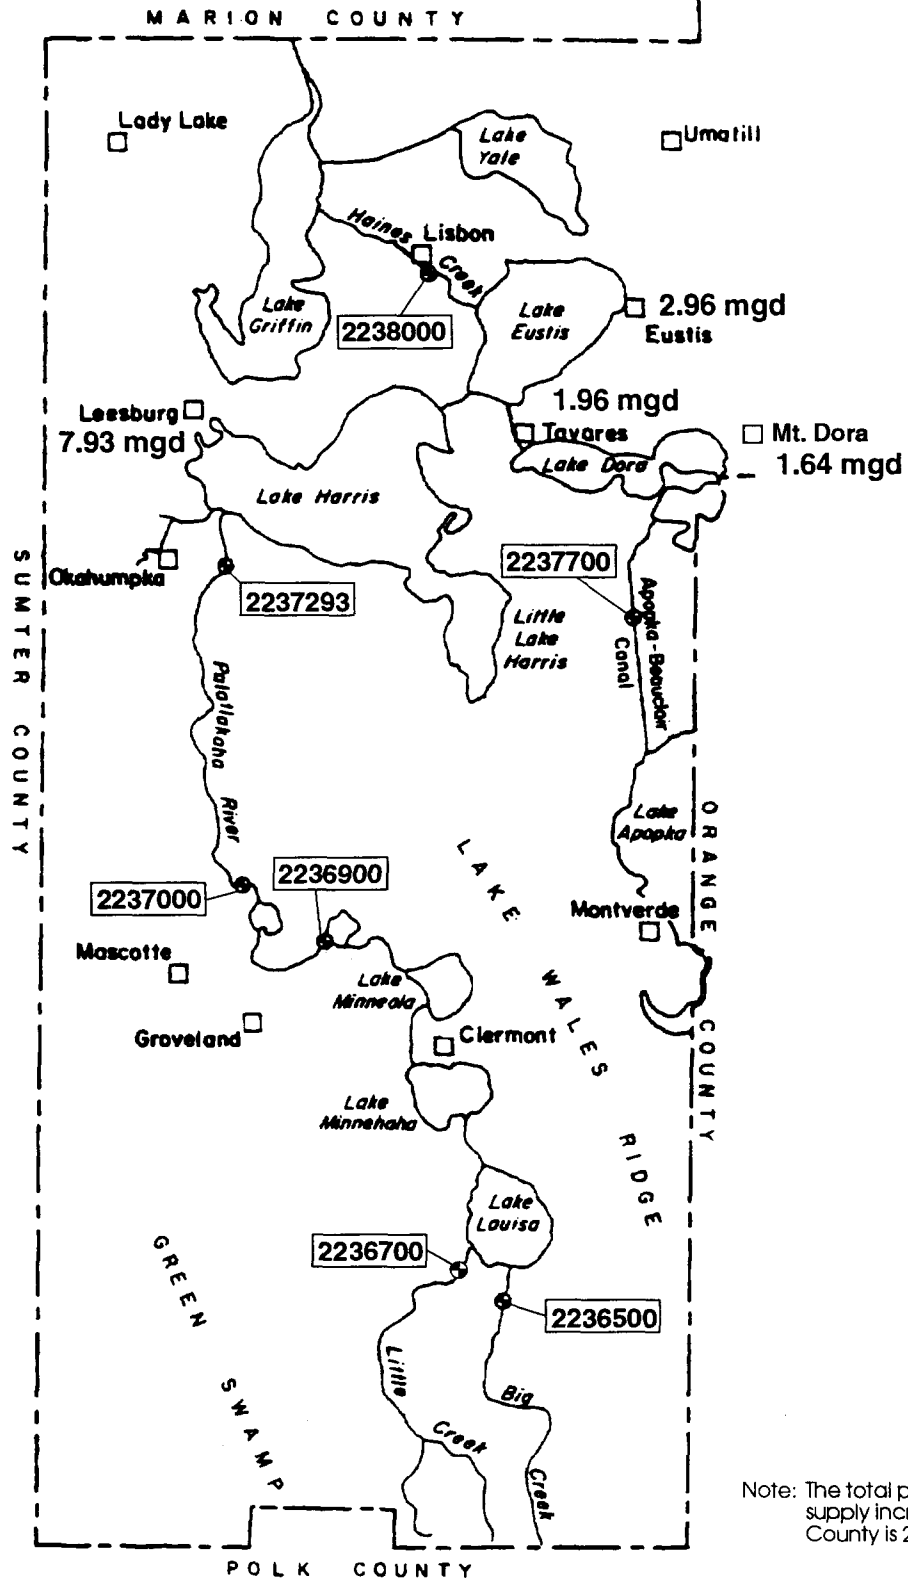 MARION COUNTY
Lady Lake
Lake
Yale
Umatill
Haines
Creek
Lisbon
Lake
Griffin
2238000
Lake
Eustis
2.96 mgd
Eustis
Leesburg
7.93 mgd
1.96 mgd
Tavares
Mt. Dora
1.64 mgd
Lake Dora
Lake Harris
Okahumpka
2237293
2237700
Little
Lake
Harris
Apopka-Beauclair
Canal
SUMTER COUNTY
Palatlakaha
River
Lake
Apopka
ORANGE COUNTY
LAKE WALES RIDGE
2237000
2236900
Montverde
Mascotte
Lake
Minneola
Groveland
Clermont
Lake
Minnehaha
Lake
Louisa
2236700
2236500
GREEN SWAMP
Little
Creek
Big
Creek
Note: The total p
supply incr
County is 2
POLK COUNTY